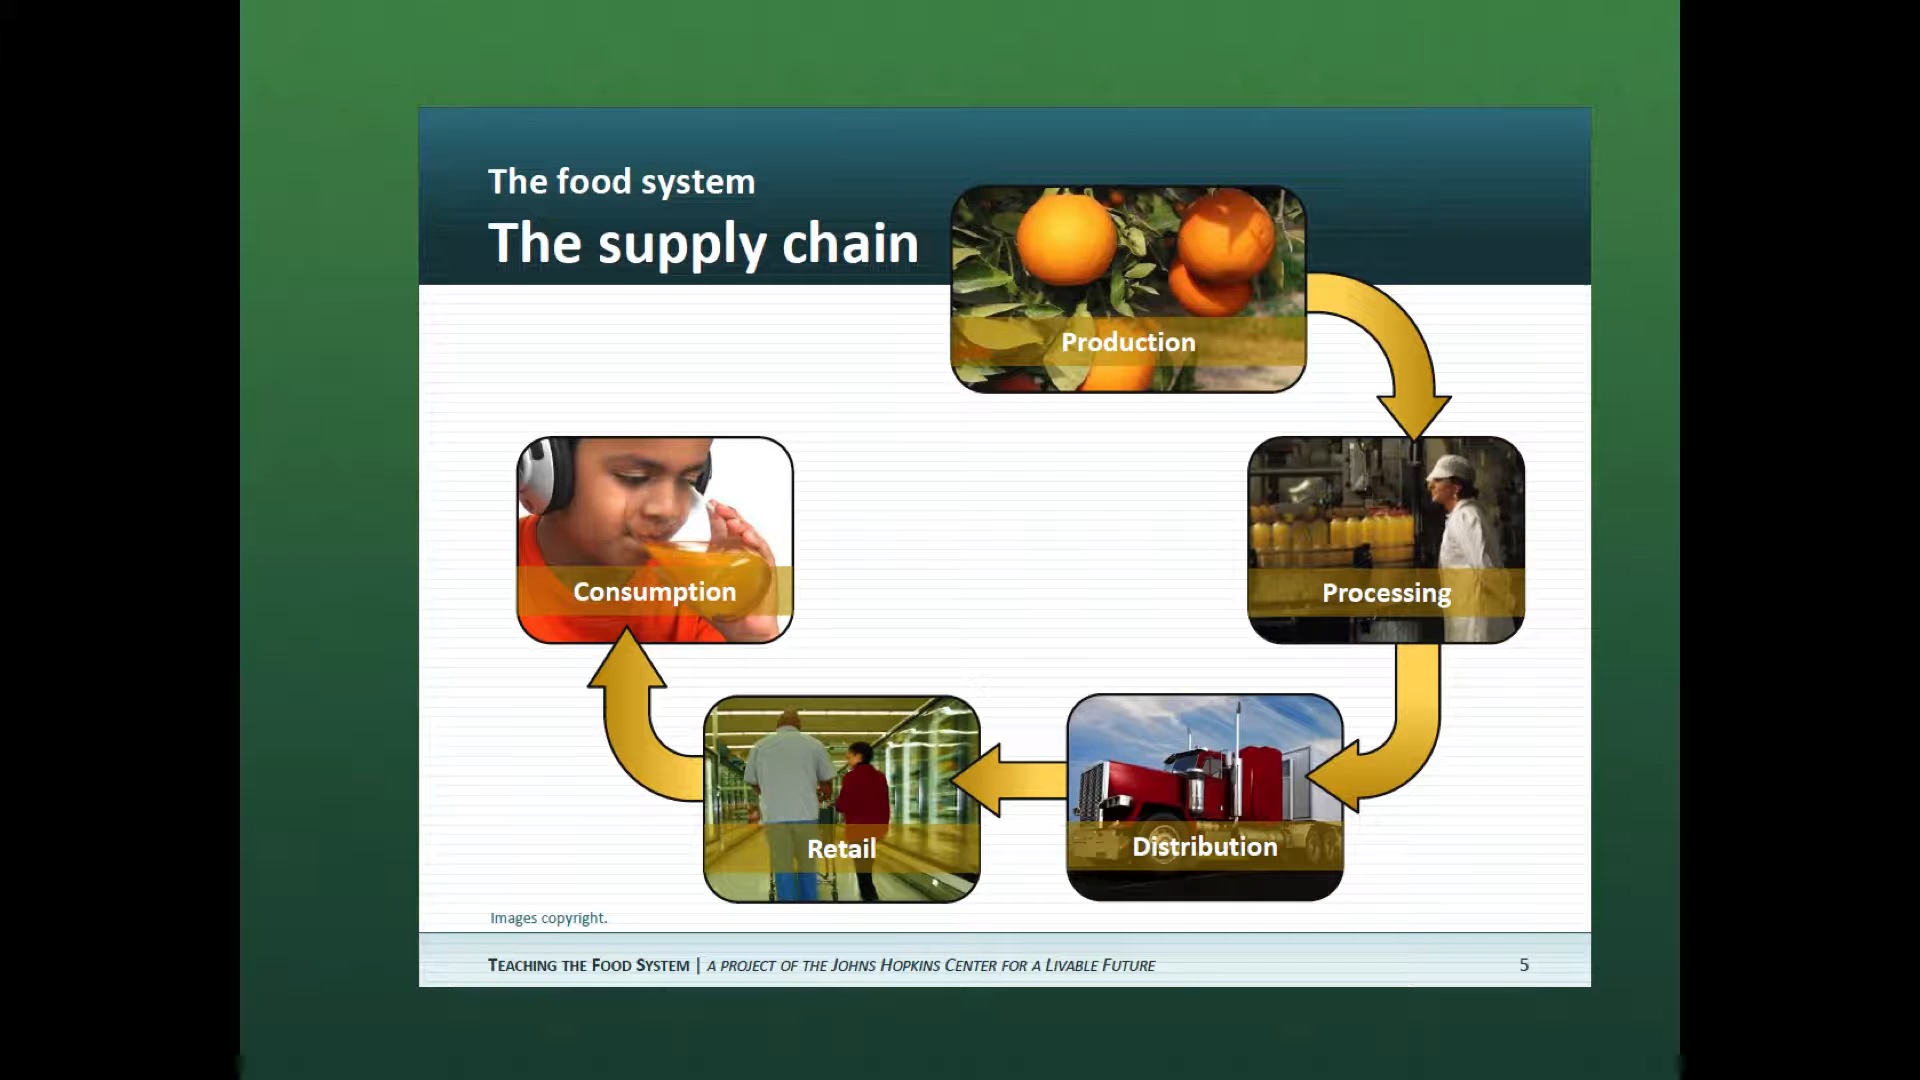 The food system
The supply chain
Production
Processing
Distribution
Retail
Consumption
Images copyright.
TEACHING THE FOOD SYSTEM | A PROJECT OF THE JOHNS HOPKINS CENTER FOR A LIVABLE FUTURE
5